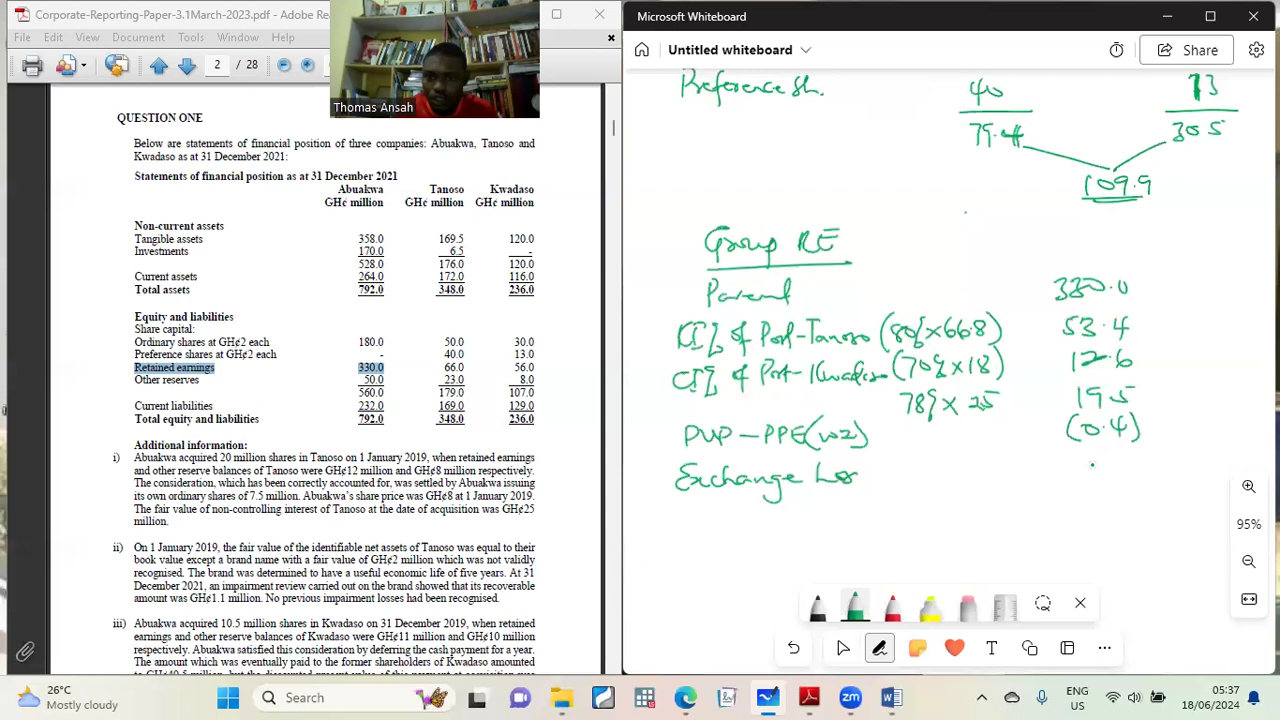 Corporate-Reporting-Paper-3.1March-2023.pdf - Adobe Rea
File Edit View Document Tools Window Help
2 / 28
Thomas Ansah
QUESTION ONE
Below are statements of financial position of three companies: Abuakwa, Tanoso and
Kwadaso as at 31 December 2021:
Statements of financial position as at 31 December 2021
Abuakwa Tanoso Kwadaso
GH¢ million GH¢ million GH¢ million
Non-current assets
Tangible assets 358.0 169.5 120.0
Investments 170.0 6.5 -
528.0 176.0 120.0
Current assets 264.0 172.0 116.0
Total assets 792.0 348.0 236.0
Equity and liabilities
Share capital:
Ordinary shares at GH¢2 each 180.0 50.0 30.0
Preference shares at GH¢2 each - 40.0 13.0
Retained earnings 330.0 66.0 56.0
Other reserves 50.0 23.0 8.0
560.0 179.0 107.0
Current liabilities 232.0 169.0 129.0
Total equity and liabilities 792.0 348.0 236.0
Additional information:
i) Abuakwa acquired 20 million shares in Tanoso on 1 January 2019, when retained earnings
and other reserve balances of Tanoso were GH¢12 million and GH¢8 million respectively.
The consideration, which has been correctly accounted for, was settled by Abuakwa issuing
its own ordinary shares of 7.5 million. Abuakwa's share price was GH¢8 at 1 January 2019.
The fair value of non-controlling interest of Tanoso at the date of acquisition was GH¢25
million.
ii) On 1 January 2019, the fair value of the identifiable net assets of Tanoso was equal to their
book value except a brand name with a fair value of GH¢2 million which was not validly
recognised. The brand was determined to have a useful economic life of five years. At 31
December 2021, an impairment review carried out on the brand showed that its recoverable
amount was GH¢1.1 million. No previous impairment losses had been recognised.
iii) Abuakwa acquired 10.5 million shares in Kwadaso on 31 December 2019, when retained
earnings and other reserve balances of Kwadaso were GH¢11 million and GH¢10 million
respectively. Abuakwa satisfied this consideration by deferring the cash payment for a year.
The amount which was eventually paid to the former shareholders of Kwadaso amounted
Microsoft Whiteboard
Untitled whiteboard
Share
Preference Sh. 40 13
79.4 30.5
109.9
Group RE
Parent 330.0
CI% of Post-Tanoso (80% x 66.8) 53.4
CI% of Post-Kwadaso (70% x 18) 12.6
78% x 25 19.5
PUP - PPE (wo2) (0.4)
Exchange Loss
95%
26°C
Mostly cloudy
Search
ENG
US
05:37
18/06/2024